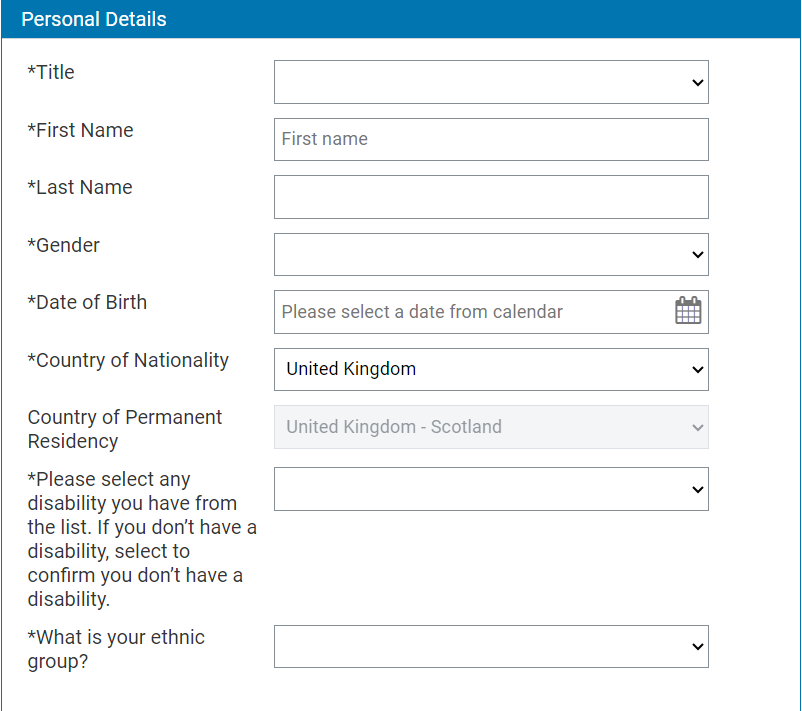 Personal Details
*Title
*First Name
First name
*Last Name
*Gender
*Date of Birth
Please select a date from calendar
*Country of Nationality
United Kingdom
Country of Permanent
Residency
United Kingdom - Scotland
*Please select any
disability you have from
the list. If you don’t have a
disability, select to
confirm you don’t have a
disability.
*What is your ethnic
group?